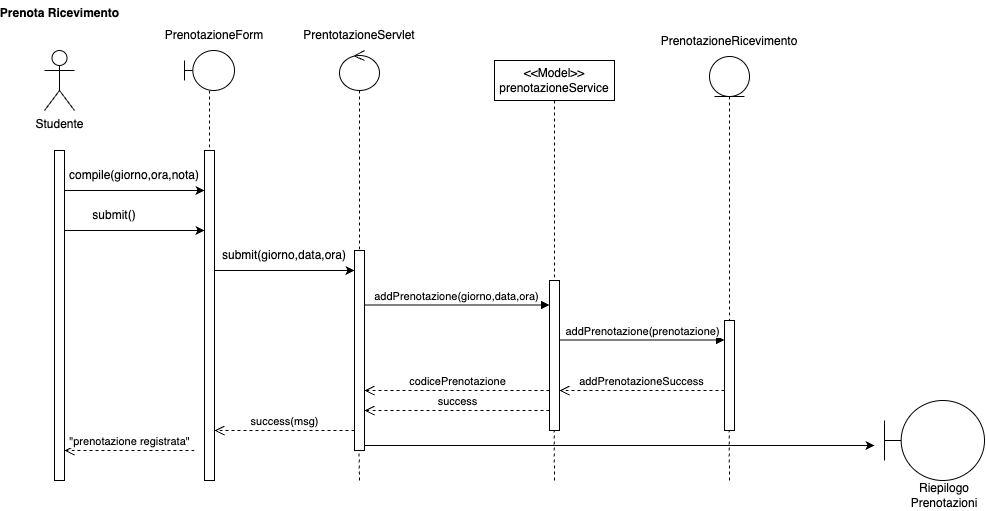 Prenota Ricevimento
PrenotazioneForm
PrentotazioneServlet
PrenotazioneRicevimento
<<Model>>
prenotazioneService
Studente
compile(giorno,ora,nota)
submit()
submit(giorno,data,ora)
addPrenotazione(giorno,data,ora)
addPrenotazione(prenotazione)
codicePrenotazione
addPrenotazioneSuccess
success
success(msg)
"prenotazione registrata"
Riepilogo
Prenotazioni